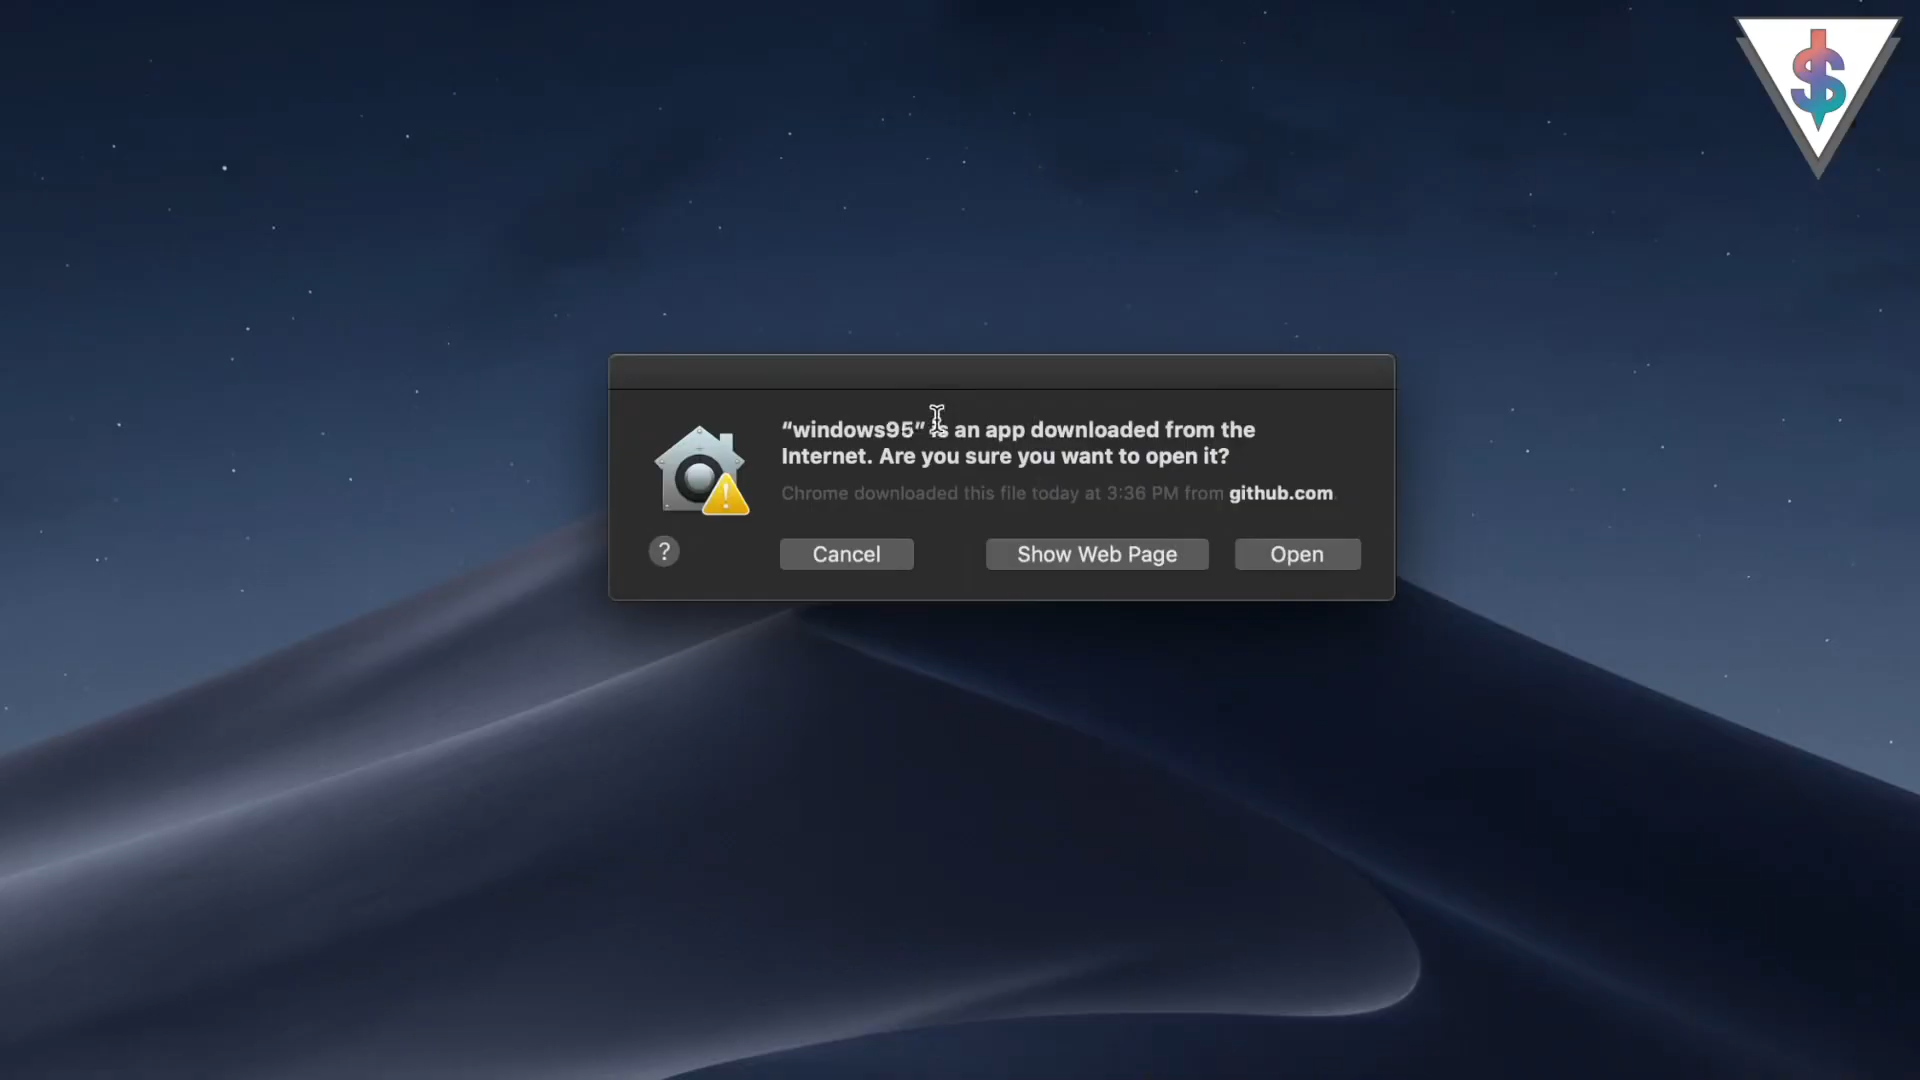 “windows95” is an app downloaded from the
Internet. Are you sure you want to open it?
Chrome downloaded this file today at 3:36 PM from github.com.
?
Cancel
Show Web Page
Open
$